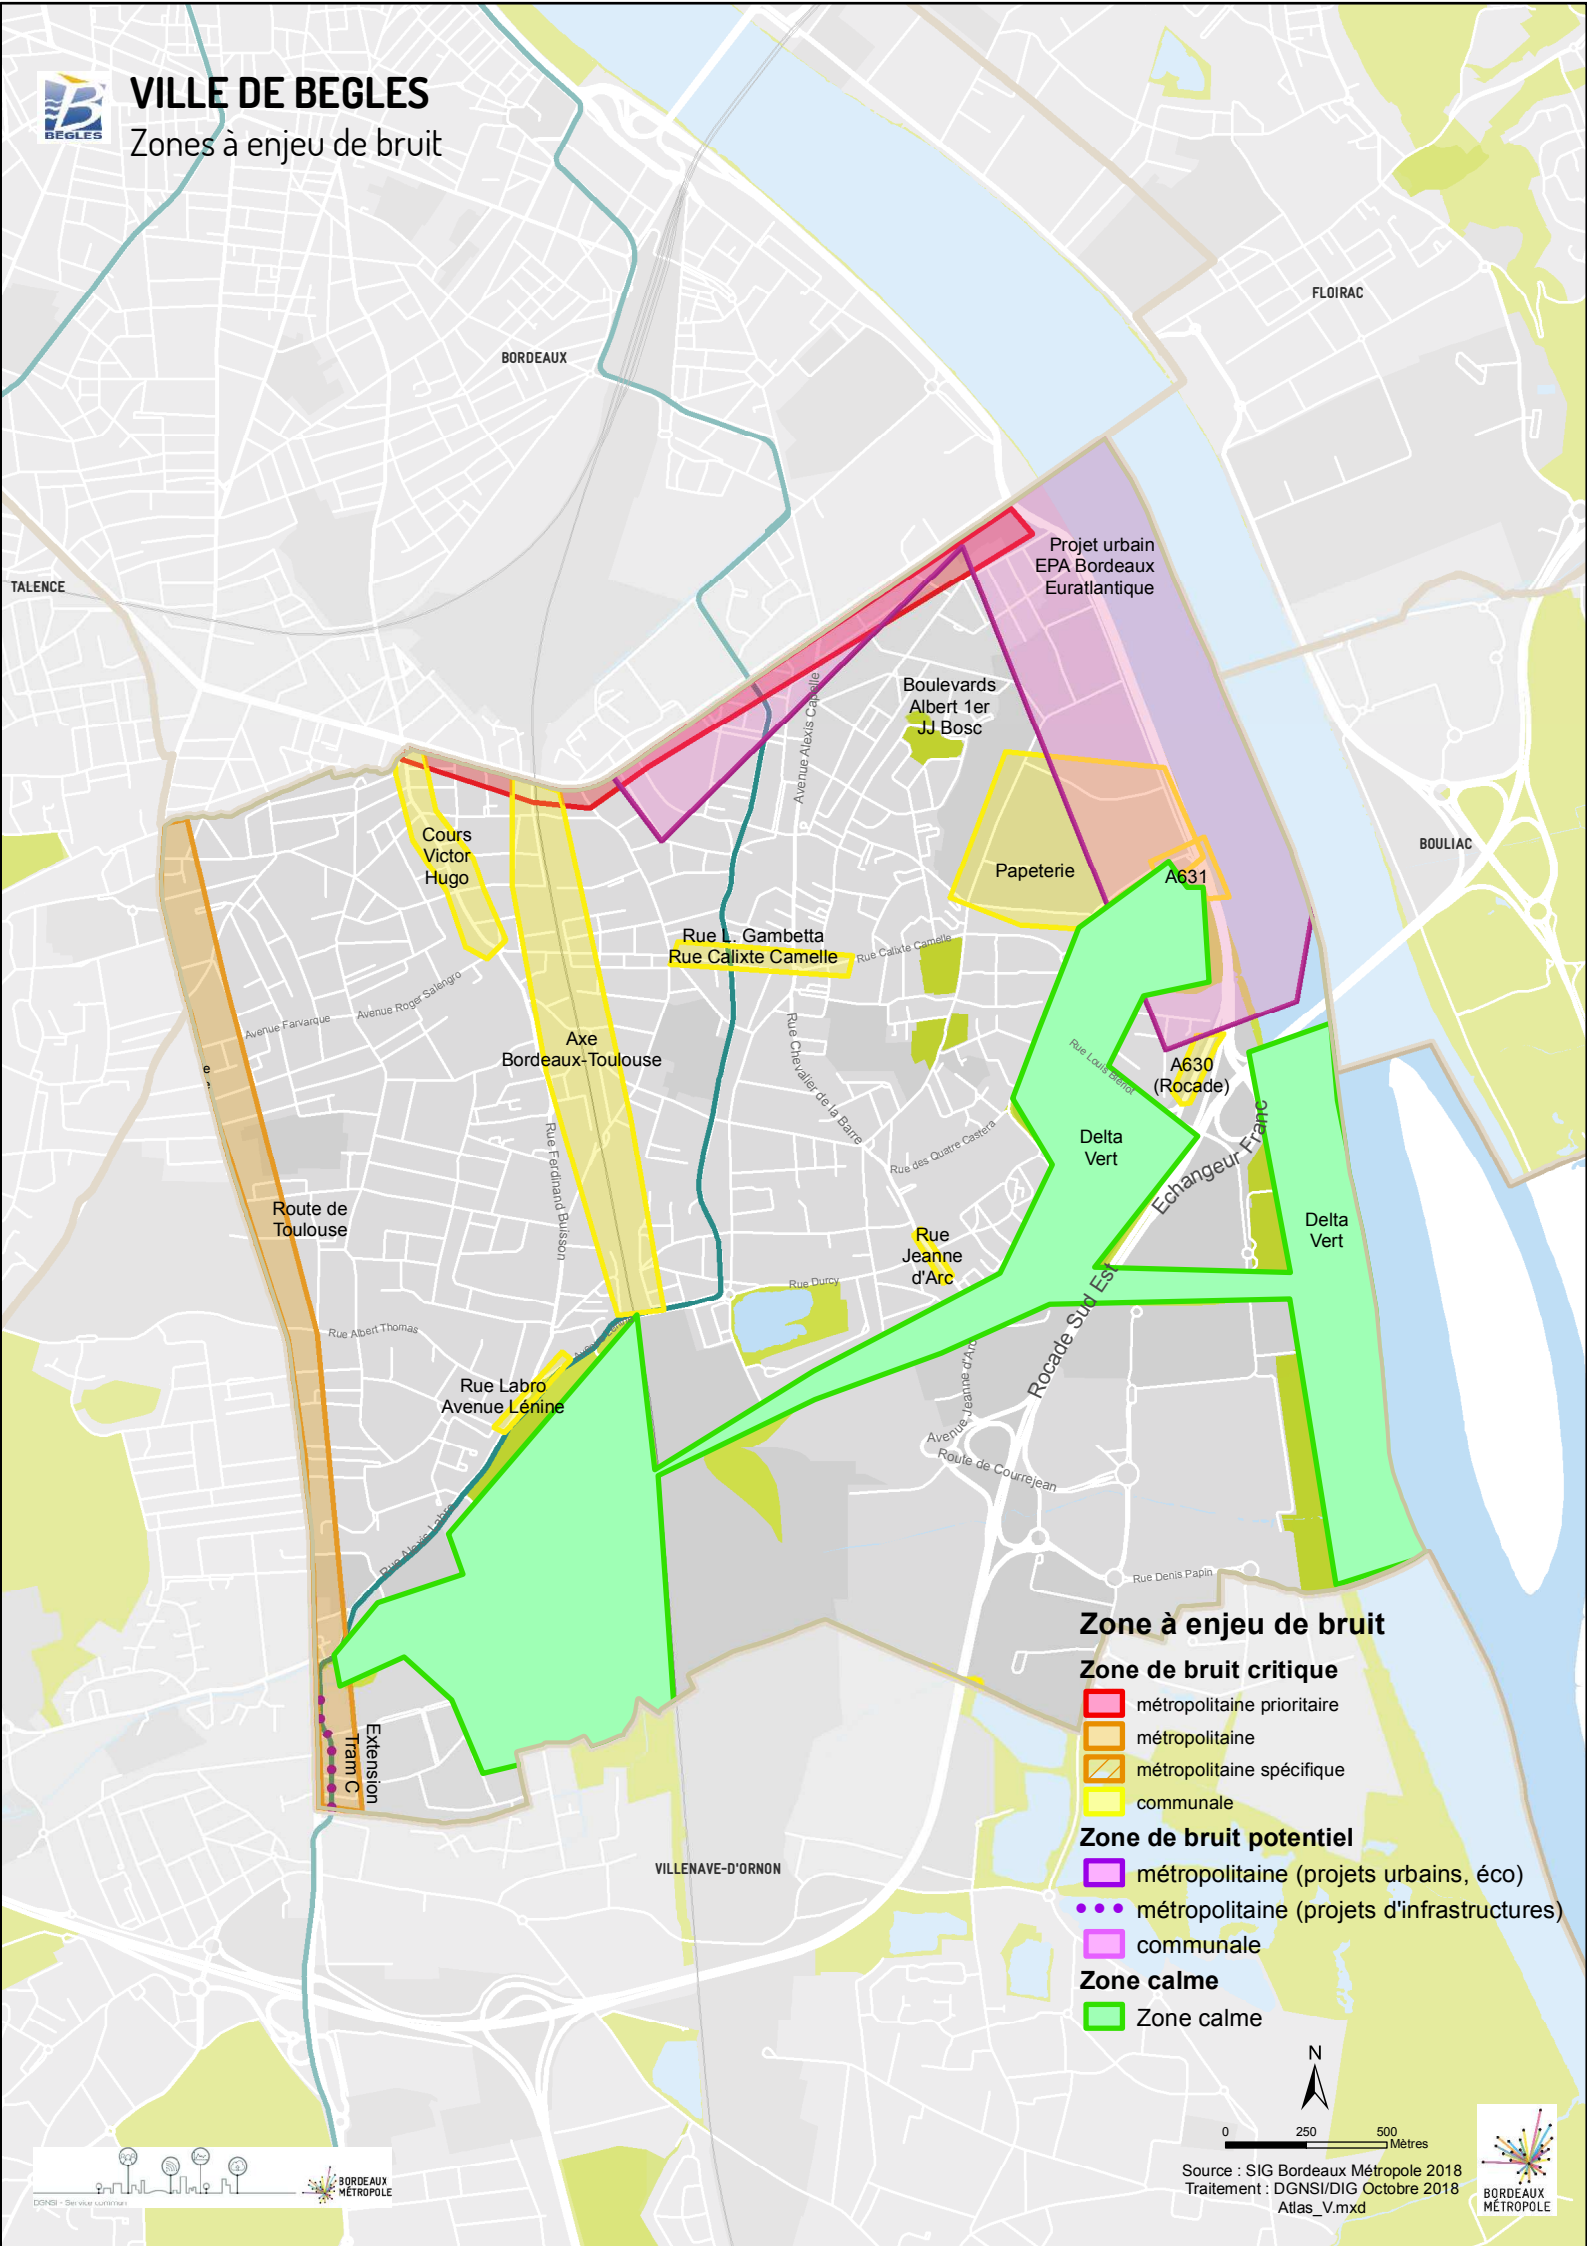 BEGLES
VILLE DE BEGLES
Zones à enjeu de bruit
FLOIRAC
BORDEAUX
TALENCE
BOULIAC
VILLENAVE-D'ORNON
Projet urbain
EPA Bordeaux
Euratlantique
Boulevards
Albert 1er
JJ Bosc
Avenue Alexis Capelle
Cours
Victor
Hugo
Papeterie
A631
Rue L. Gambetta
Rue Calixte Camelle
Rue Calixte Camelle
Avenue Roger Salengro
Avenue Farvarque
Axe
Bordeaux-Toulouse
Rue Chevalier de la Barre
Rue Louis Blériot
A630
(Rocade)
Rue Ferdinand Buisson
Rue des Quatre Castera
Delta
Vert
Echangeur Franc
Route de
Toulouse
Delta
Vert
Rue
Jeanne
d'Arc
Rue Durcy
Rue Albert Thomas
Avenue Lénine
Rocade Sud Est
Rue Labro
Avenue Lénine
Avenue Jeanne d'Arc
Route de Courrejean
Rue Alexis Labro
Rue Denis Papin
Extension
Tram C
Zone à enjeu de bruit
Zone de bruit critique
métropolitaine prioritaire
métropolitaine
métropolitaine spécifique
communale
Zone de bruit potentiel
métropolitaine (projets urbains, éco)
métropolitaine (projets d'infrastructures)
communale
Zone calme
Zone calme
N
0 250 500
Mètres
Source : SIG Bordeaux Métropole 2018
Traitement : DGNSI/DIG Octobre 2018
Atlas_V.mxd
BORDEAUX
MÉTROPOLE
DGNSI - Service commun
BORDEAUX
MÉTROPOLE